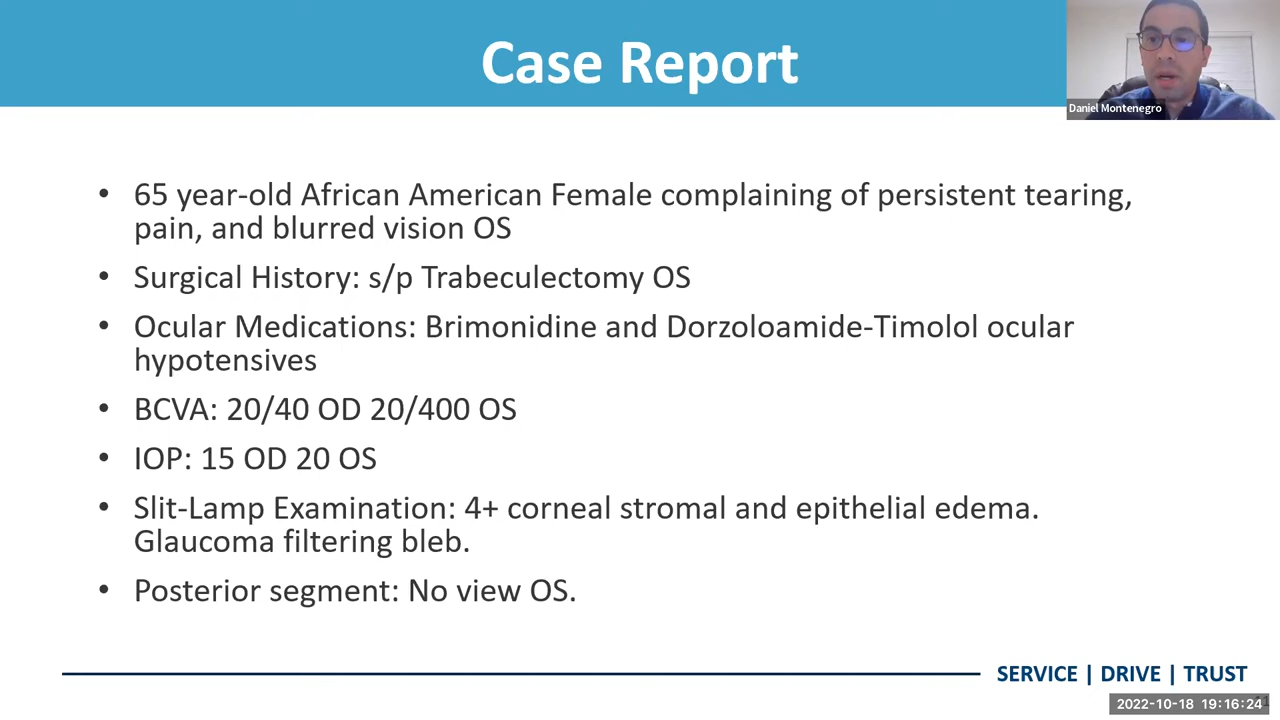 Case Report
Daniel Montenegro
• 65 year-old African American Female complaining of persistent tearing,
pain, and blurred vision OS
• Surgical History: s/p Trabeculectomy OS
• Ocular Medications: Brimonidine and Dorzoloamide-Timolol ocular
hypotensives
• BCVA: 20/40 OD 20/400 OS
• IOP: 15 OD 20 OS
• Slit-Lamp Examination: 4+ corneal stromal and epithelial edema.
Glaucoma filtering bleb.
• Posterior segment: No view OS.
SERVICE | DRIVE | TRUST
2022-10-18 19:16:24